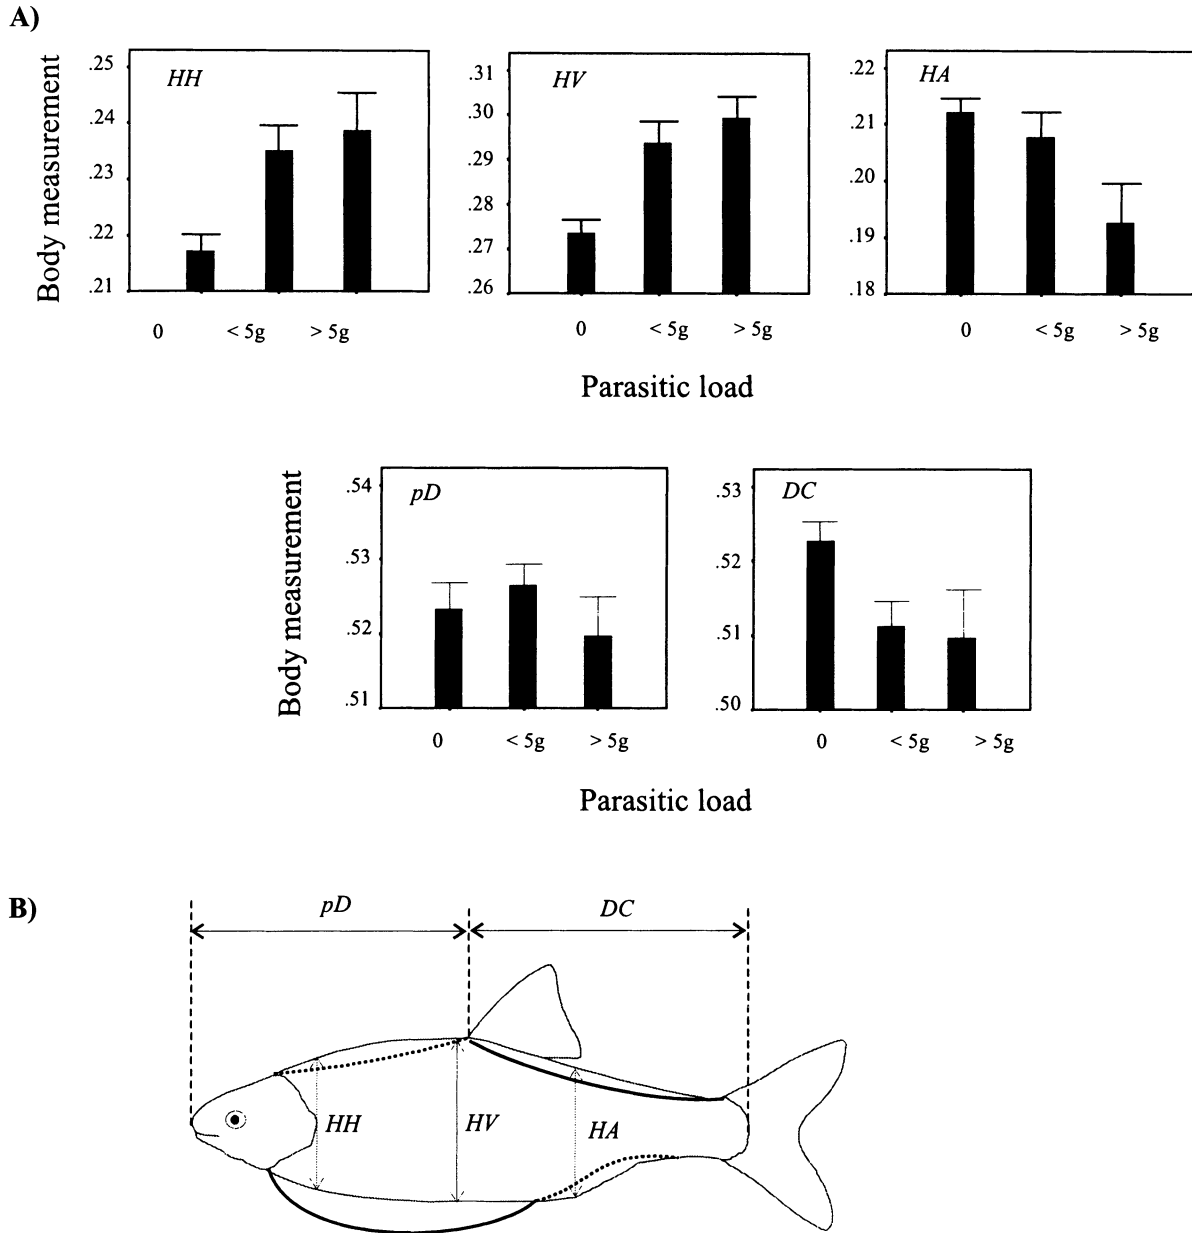 A)
Body measurement
HH
.25
.24
.23
.22
.21
0 < 5g > 5g
HV
.31
.30
.29
.28
.27
.26
0 < 5g > 5g
HA
.22
.21
.20
.19
.18
0 < 5g > 5g
Parasitic load
Body measurement
pD
.54
.53
.52
.51
0 < 5g > 5g
DC
.53
.52
.51
.50
0 < 5g > 5g
Parasitic load
B)
pD DC
HH HV HA